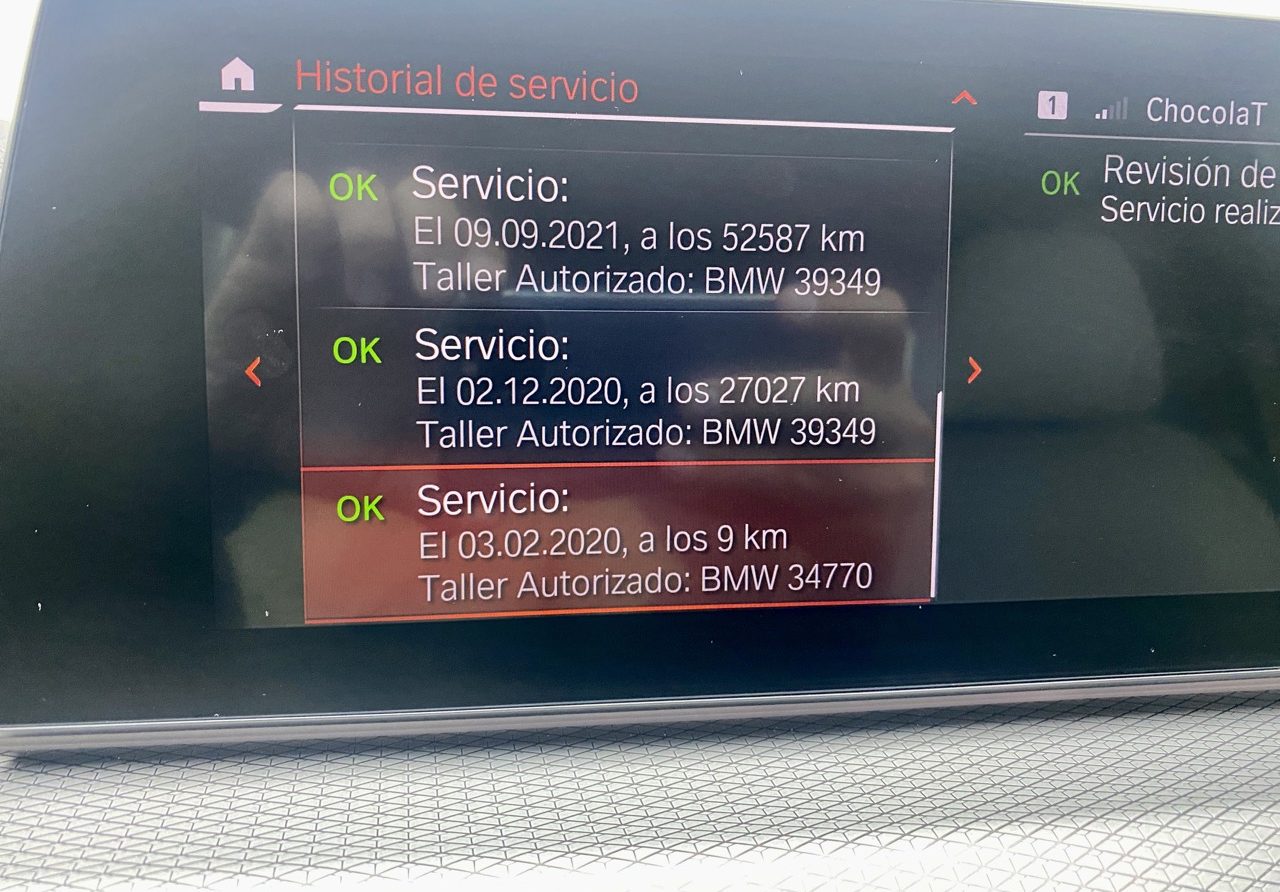 Historial de servicio
OK Servicio:
El 09.09.2021, a los 52587 km
Taller Autorizado: BMW 39349
OK Servicio:
El 02.12.2020, a los 27027 km
Taller Autorizado: BMW 39349
OK Servicio:
El 03.02.2020, a los 9 km
Taller Autorizado: BMW 34770
1 ChocolaT
OK Revisión de
Servicio realiz